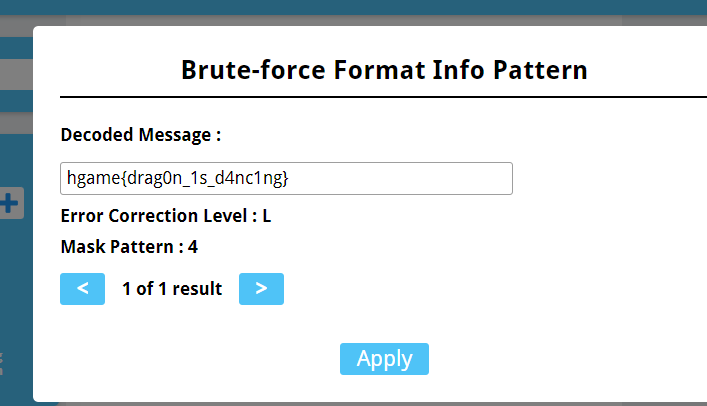 Brute-force Format Info Pattern
Decoded Message :
hgame{drag0n_1s_d4nc1ng}
Error Correction Level : L
Mask Pattern : 4
< 1 of 1 result >
Apply